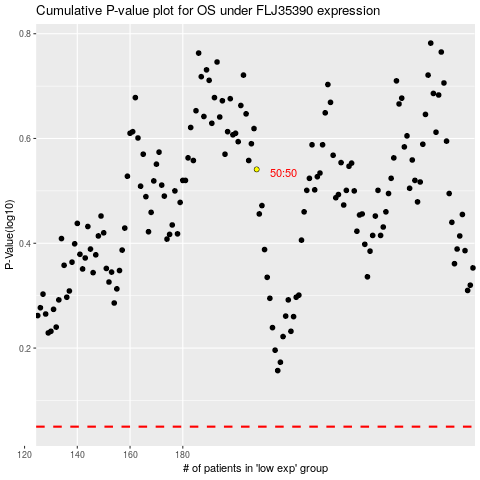 Cumulative P-value plot for OS under FLJ35390 expression
0.8
0.6
0.4
0.2
P-Value(log10)
50:50
120 140 160 180
# of patients in 'low exp' group